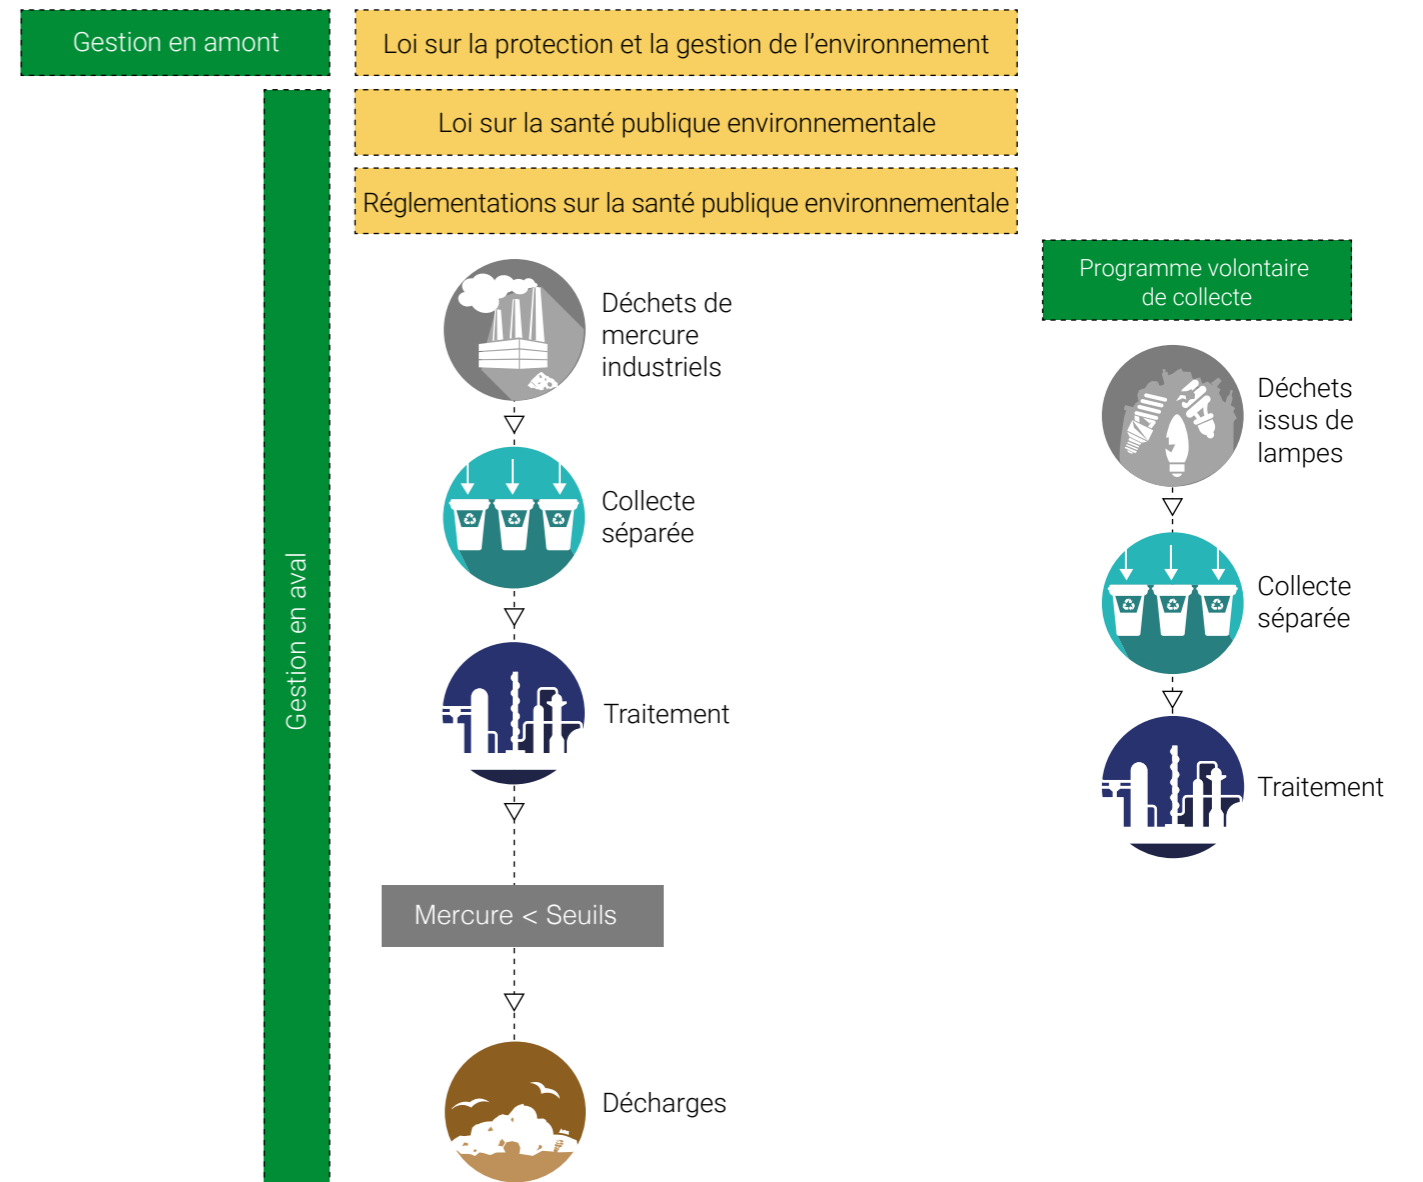 Gestion en amont
Loi sur la protection et la gestion de l’environnement
Gestion en aval
Loi sur la santé publique environnementale
Réglementations sur la santé publique environnementale
Déchets de
mercure
industriels
Collecte
séparée
Traitement
Mercure < Seuils
Décharges
Programme volontaire
de collecte
Déchets
issus de
lampes
Collecte
séparée
Traitement